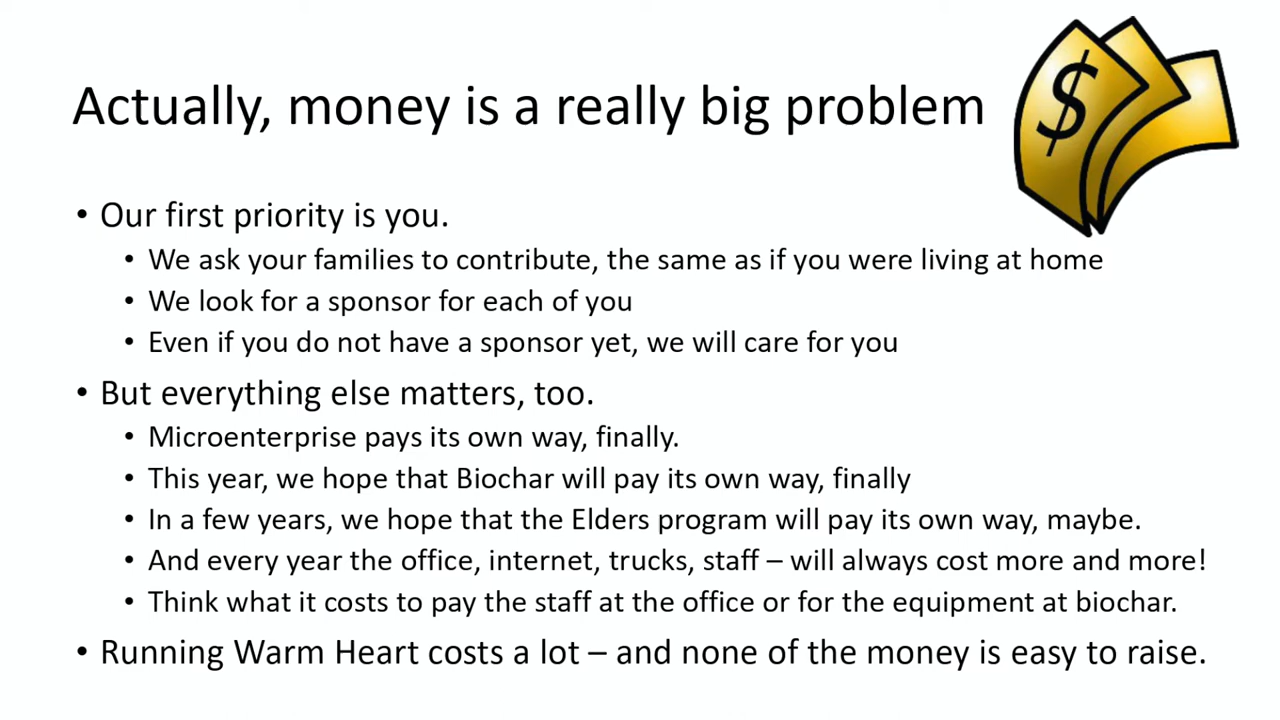 Actually, money is a really big problem
$
• Our first priority is you.
• We ask your families to contribute, the same as if you were living at home
• We look for a sponsor for each of you
• Even if you do not have a sponsor yet, we will care for you
• But everything else matters, too.
• Microenterprise pays its own way, finally.
• This year, we hope that Biochar will pay its own way, finally
• In a few years, we hope that the Elders program will pay its own way, maybe.
• And every year the office, internet, trucks, staff – will always cost more and more!
• Think what it costs to pay the staff at the office or for the equipment at biochar.
• Running Warm Heart costs a lot – and none of the money is easy to raise.